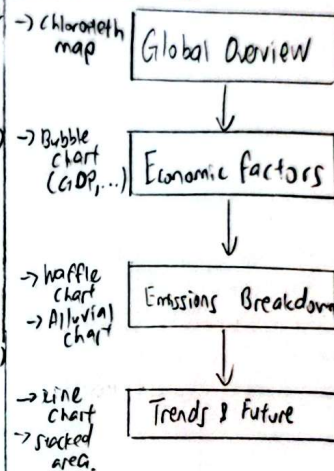 -> Chloropleth
map
Global Overview
-> Bubble
chart
(GDP,...)
Economic factors
-> Waffle
chart
-> Alluvial
chart
Emissions Breakdown
-> Line
chart
-> stacked
area.
Trends & Future